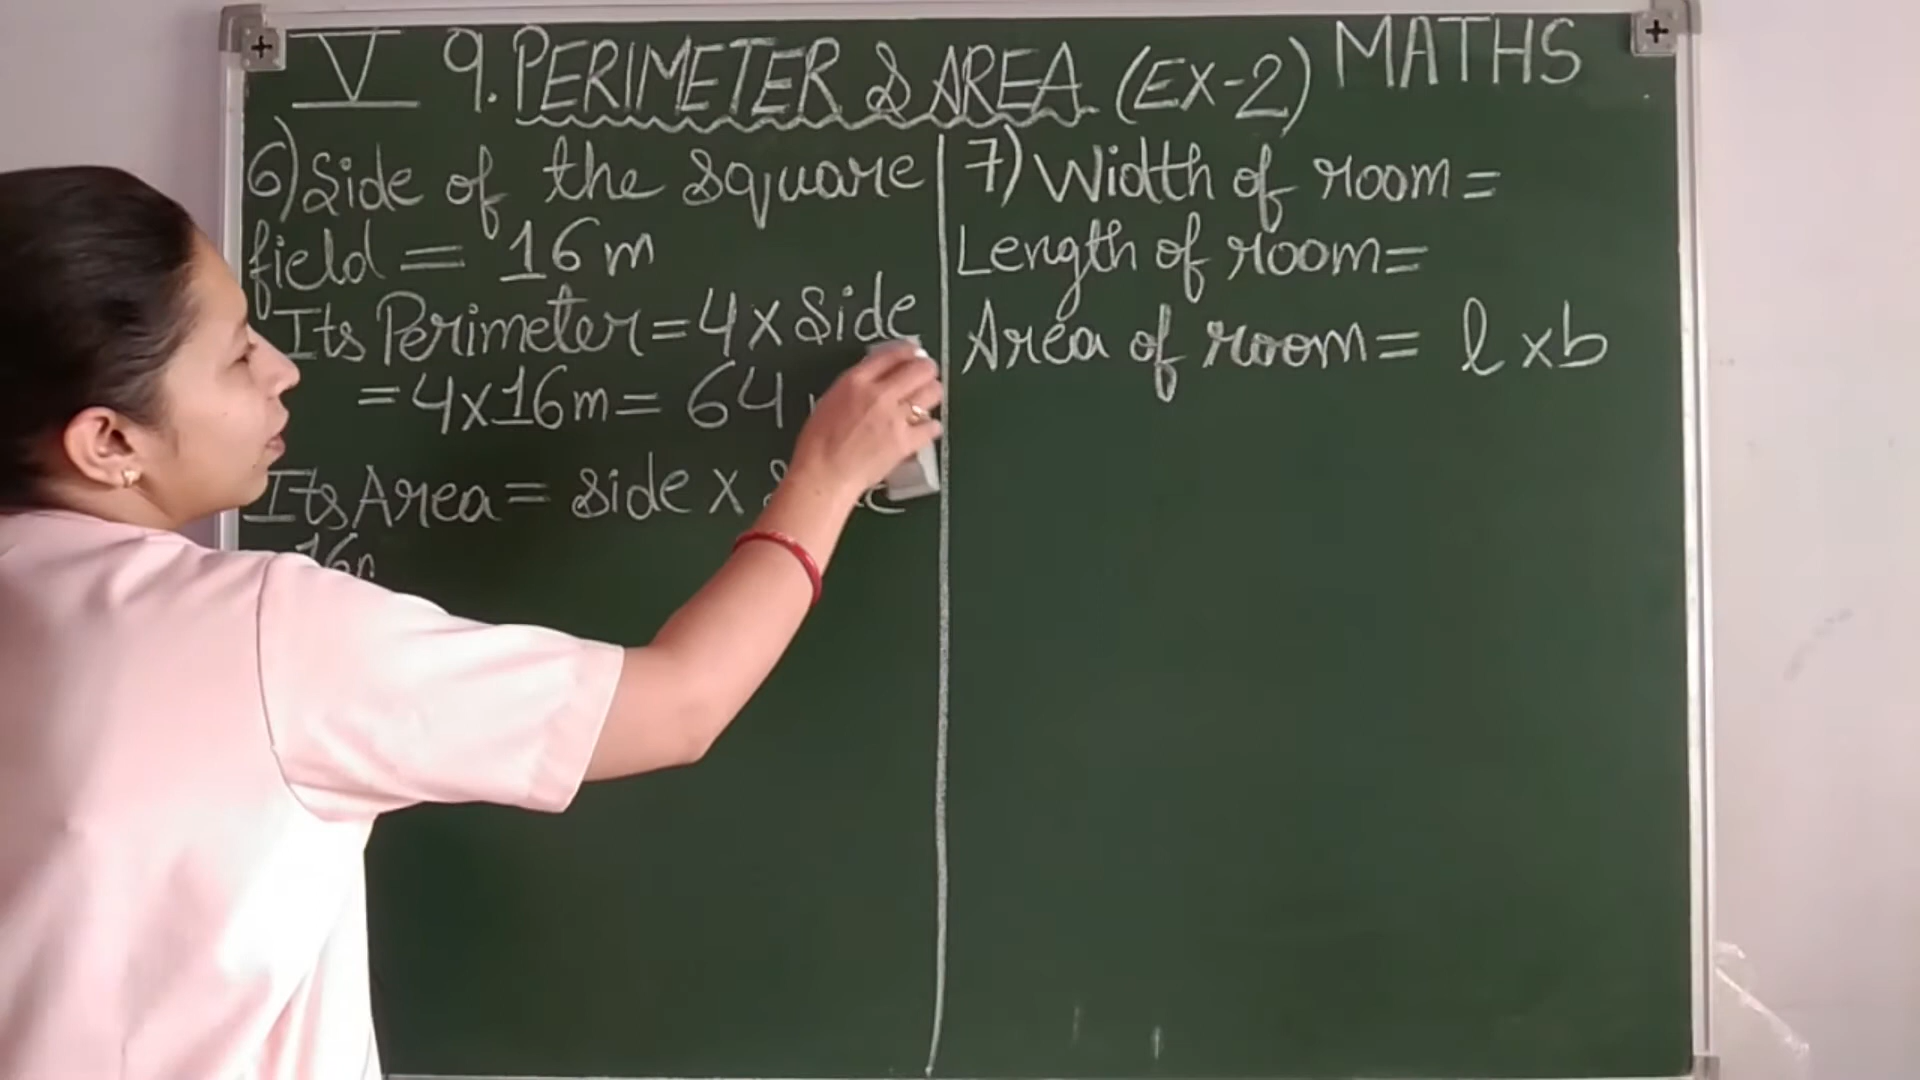 V 9. PERIMETER & AREA (EX-2) MATHS
6) Side of the square
field = 16 m
Its Perimeter = 4 x Side
= 4x16m = 64
Its Area = side x
16
7) Width of room =
Length of room =
Area of room = l x b